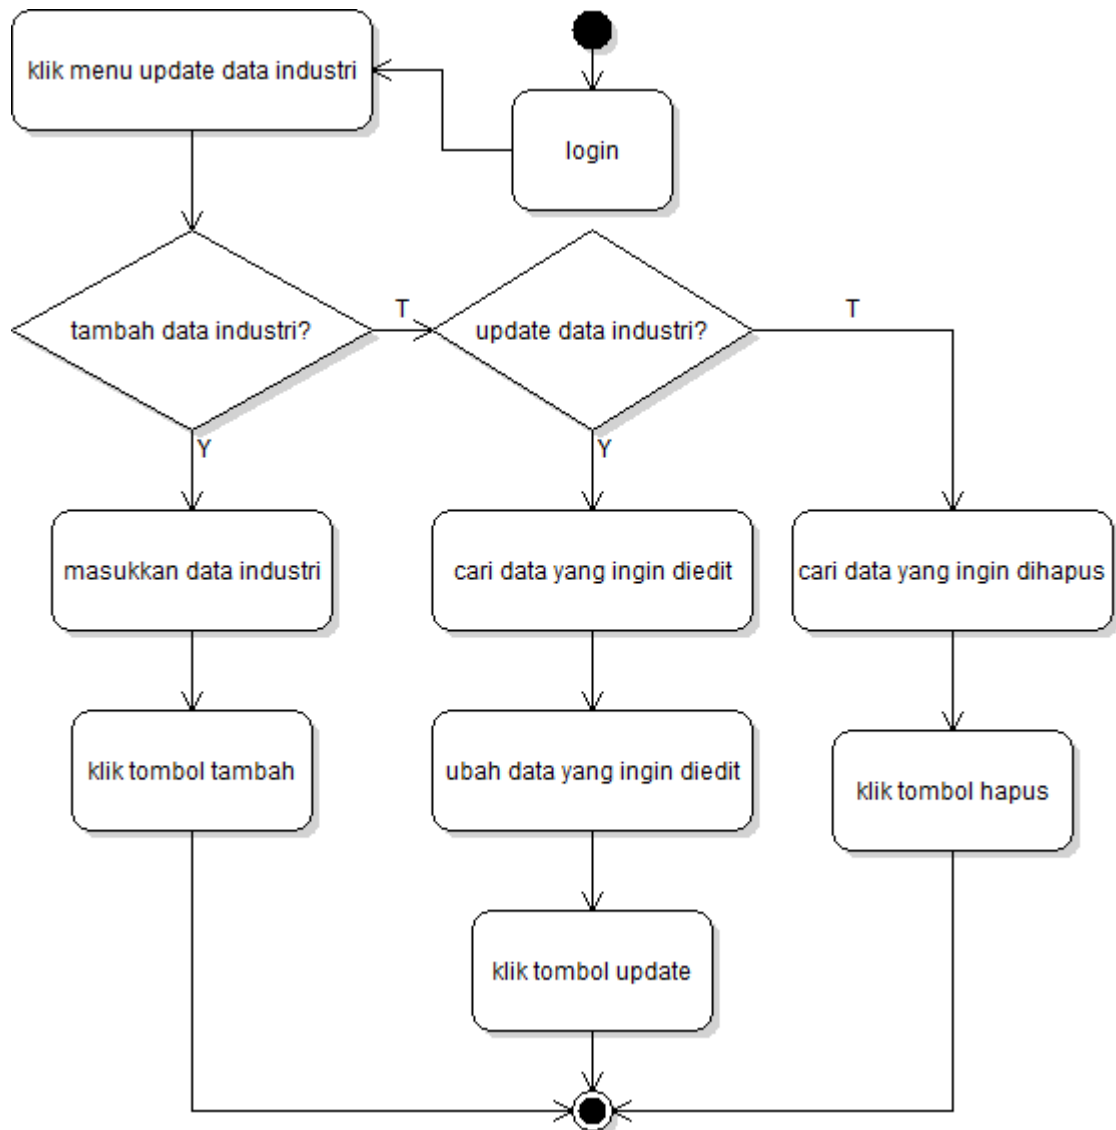 klik menu update data industri
login
tambah data industri?
T
update data industri?
T
Y
Y
masukkan data industri
cari data yang ingin diedit
cari data yang ingin dihapus
klik tombol tambah
ubah data yang ingin diedit
klik tombol hapus
klik tombol update